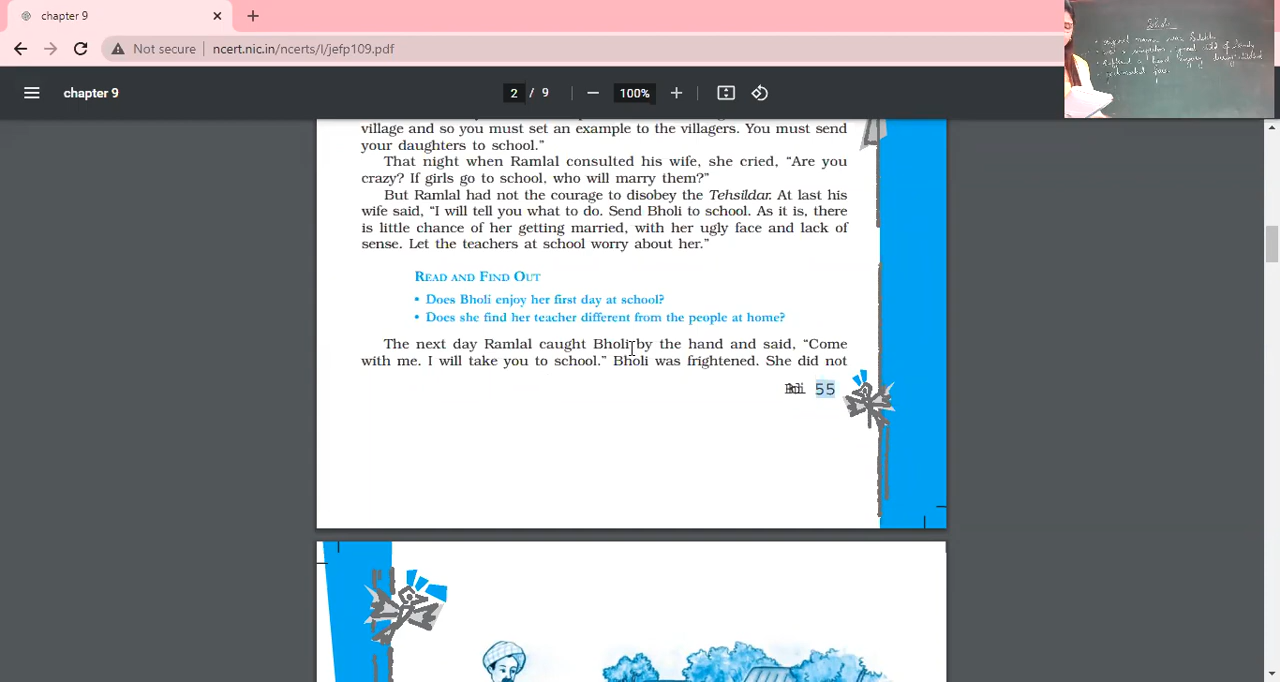 chapter 9
Not secure
ncert.nic.in/ncerts/l/jefp109.pdf
chapter 9
2 / 9
100%
Bholi
village and so you must set an example to the villagers. You must send
your daughters to school.”
That night when Ramlal consulted his wife, she cried, “Are you
crazy? If girls go to school, who will marry them?”
But Ramlal had not the courage to disobey the Tehsildar. At last his
wife said, “I will tell you what to do. Send Bholi to school. As it is, there
is little chance of her getting married, with her ugly face and lack of
sense. Let the teachers at school worry about her.”
READ AND FIND OUT
• Does Bholi enjoy her first day at school?
• Does she find her teacher different from the people at home?
The next day Ramlal caught Bholi by the hand and said, “Come
with me. I will take you to school.” Bholi was frightened. She did not
55